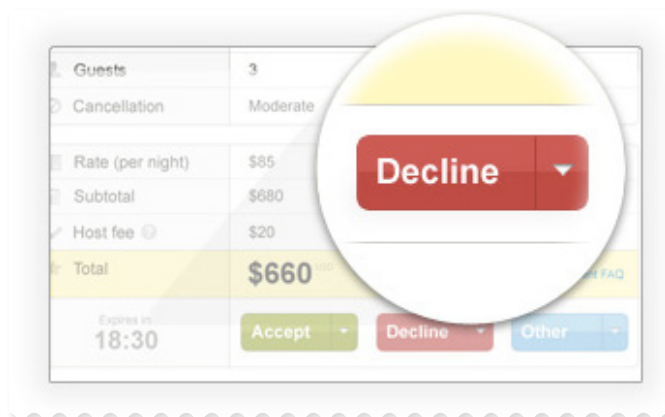 Guests 3
Cancellation Moderate
Rate (per night) $85
Subtotal $680
Host fee $20
Total $660 FAQ
Expires in
18:30 Accept Decline Other
Decline